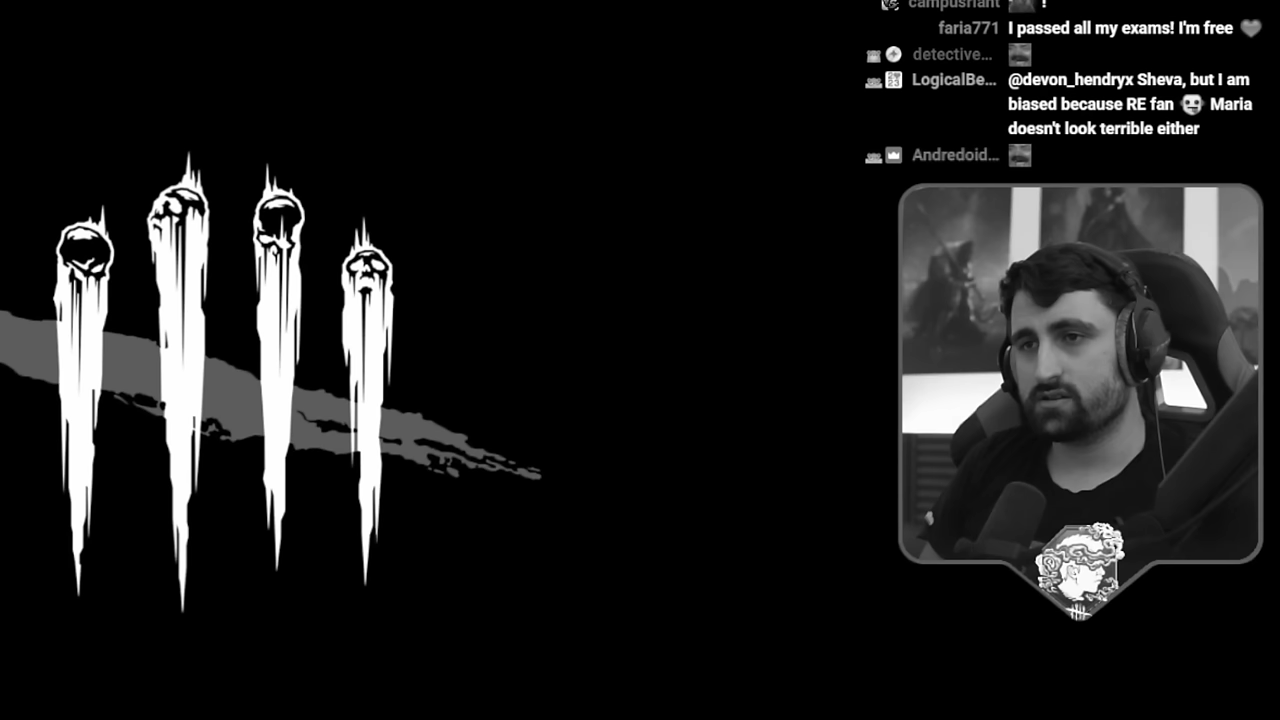 campusriant !
faria771 I passed all my exams! I'm free
detective…
LogicalBe… @devon_hendryx Sheva, but I am
biased because RE fan Maria
doesn't look terrible either
Andredoid…